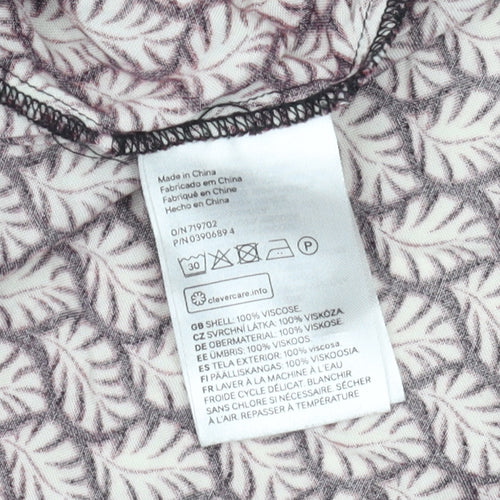 Made in China
Fabricado em China
Fabriqué en Chine
Hecho en China
O/N 719702
P/N 0390689 4
30
P
clevercare.info
GB SHELL: 100% VISCOSE.
CZ SVRCHNÍ LÁTKA: 100% VISKÓZA
DE OBERMATERIAL: 100% VISKOSE.
EE ÜMBRIS: 100% VISKOOS.
ES TELA EXTERIOR: 100% viscosa
FI PÄÄLLISKANGAS: 100% VISKOOSIA.
FR LAVER À LA MACHINE À L'EAU
FROIDE CYCLE DÉLICAT. BLANCHIR
SANS CHLORE SI NÉCESSAIRE. SÉCHER
À L'AIR. REPASSER À TEMPÉRATURE